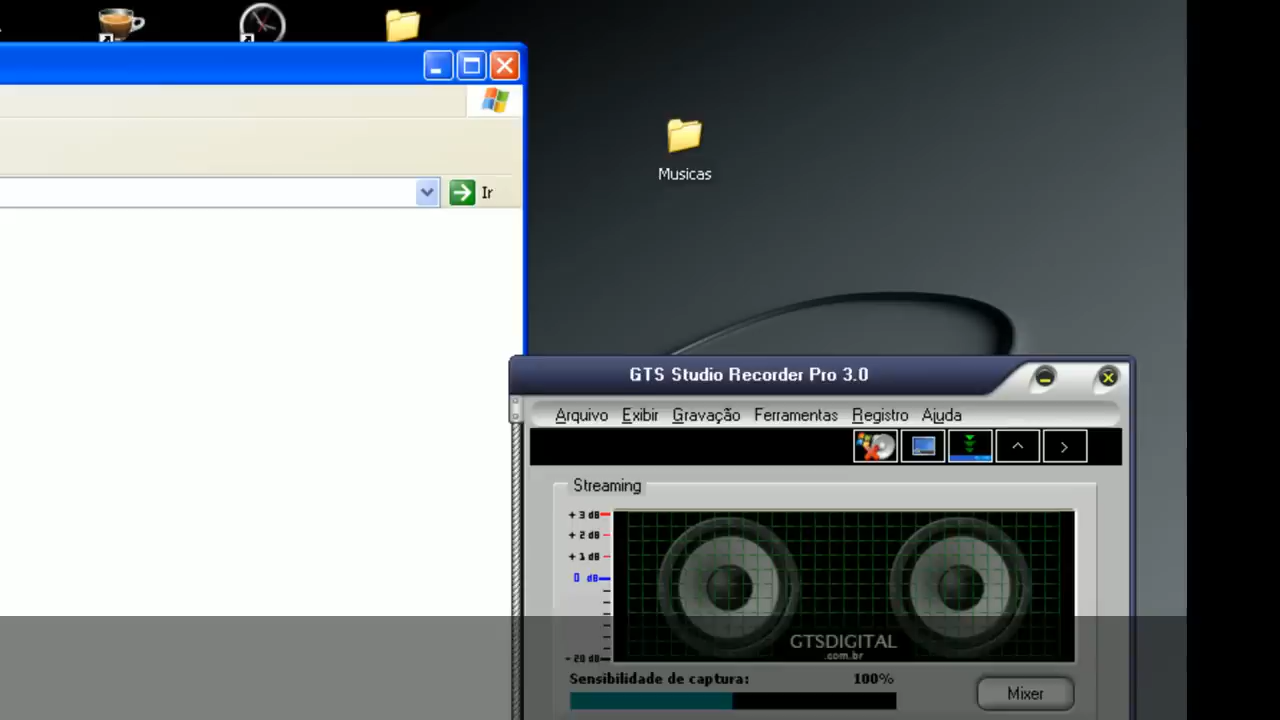 Musicas
Ir
GTS Studio Recorder Pro 3.0
Arquivo Exibir Gravação Ferramentas Registro Ajuda
Streaming
+ 3 dB
+ 2 dB
+ 1 dB
0 dB
- 20 dB
GTSDIGITAL
.com.br
Sensibilidade de captura: 100%
Mixer